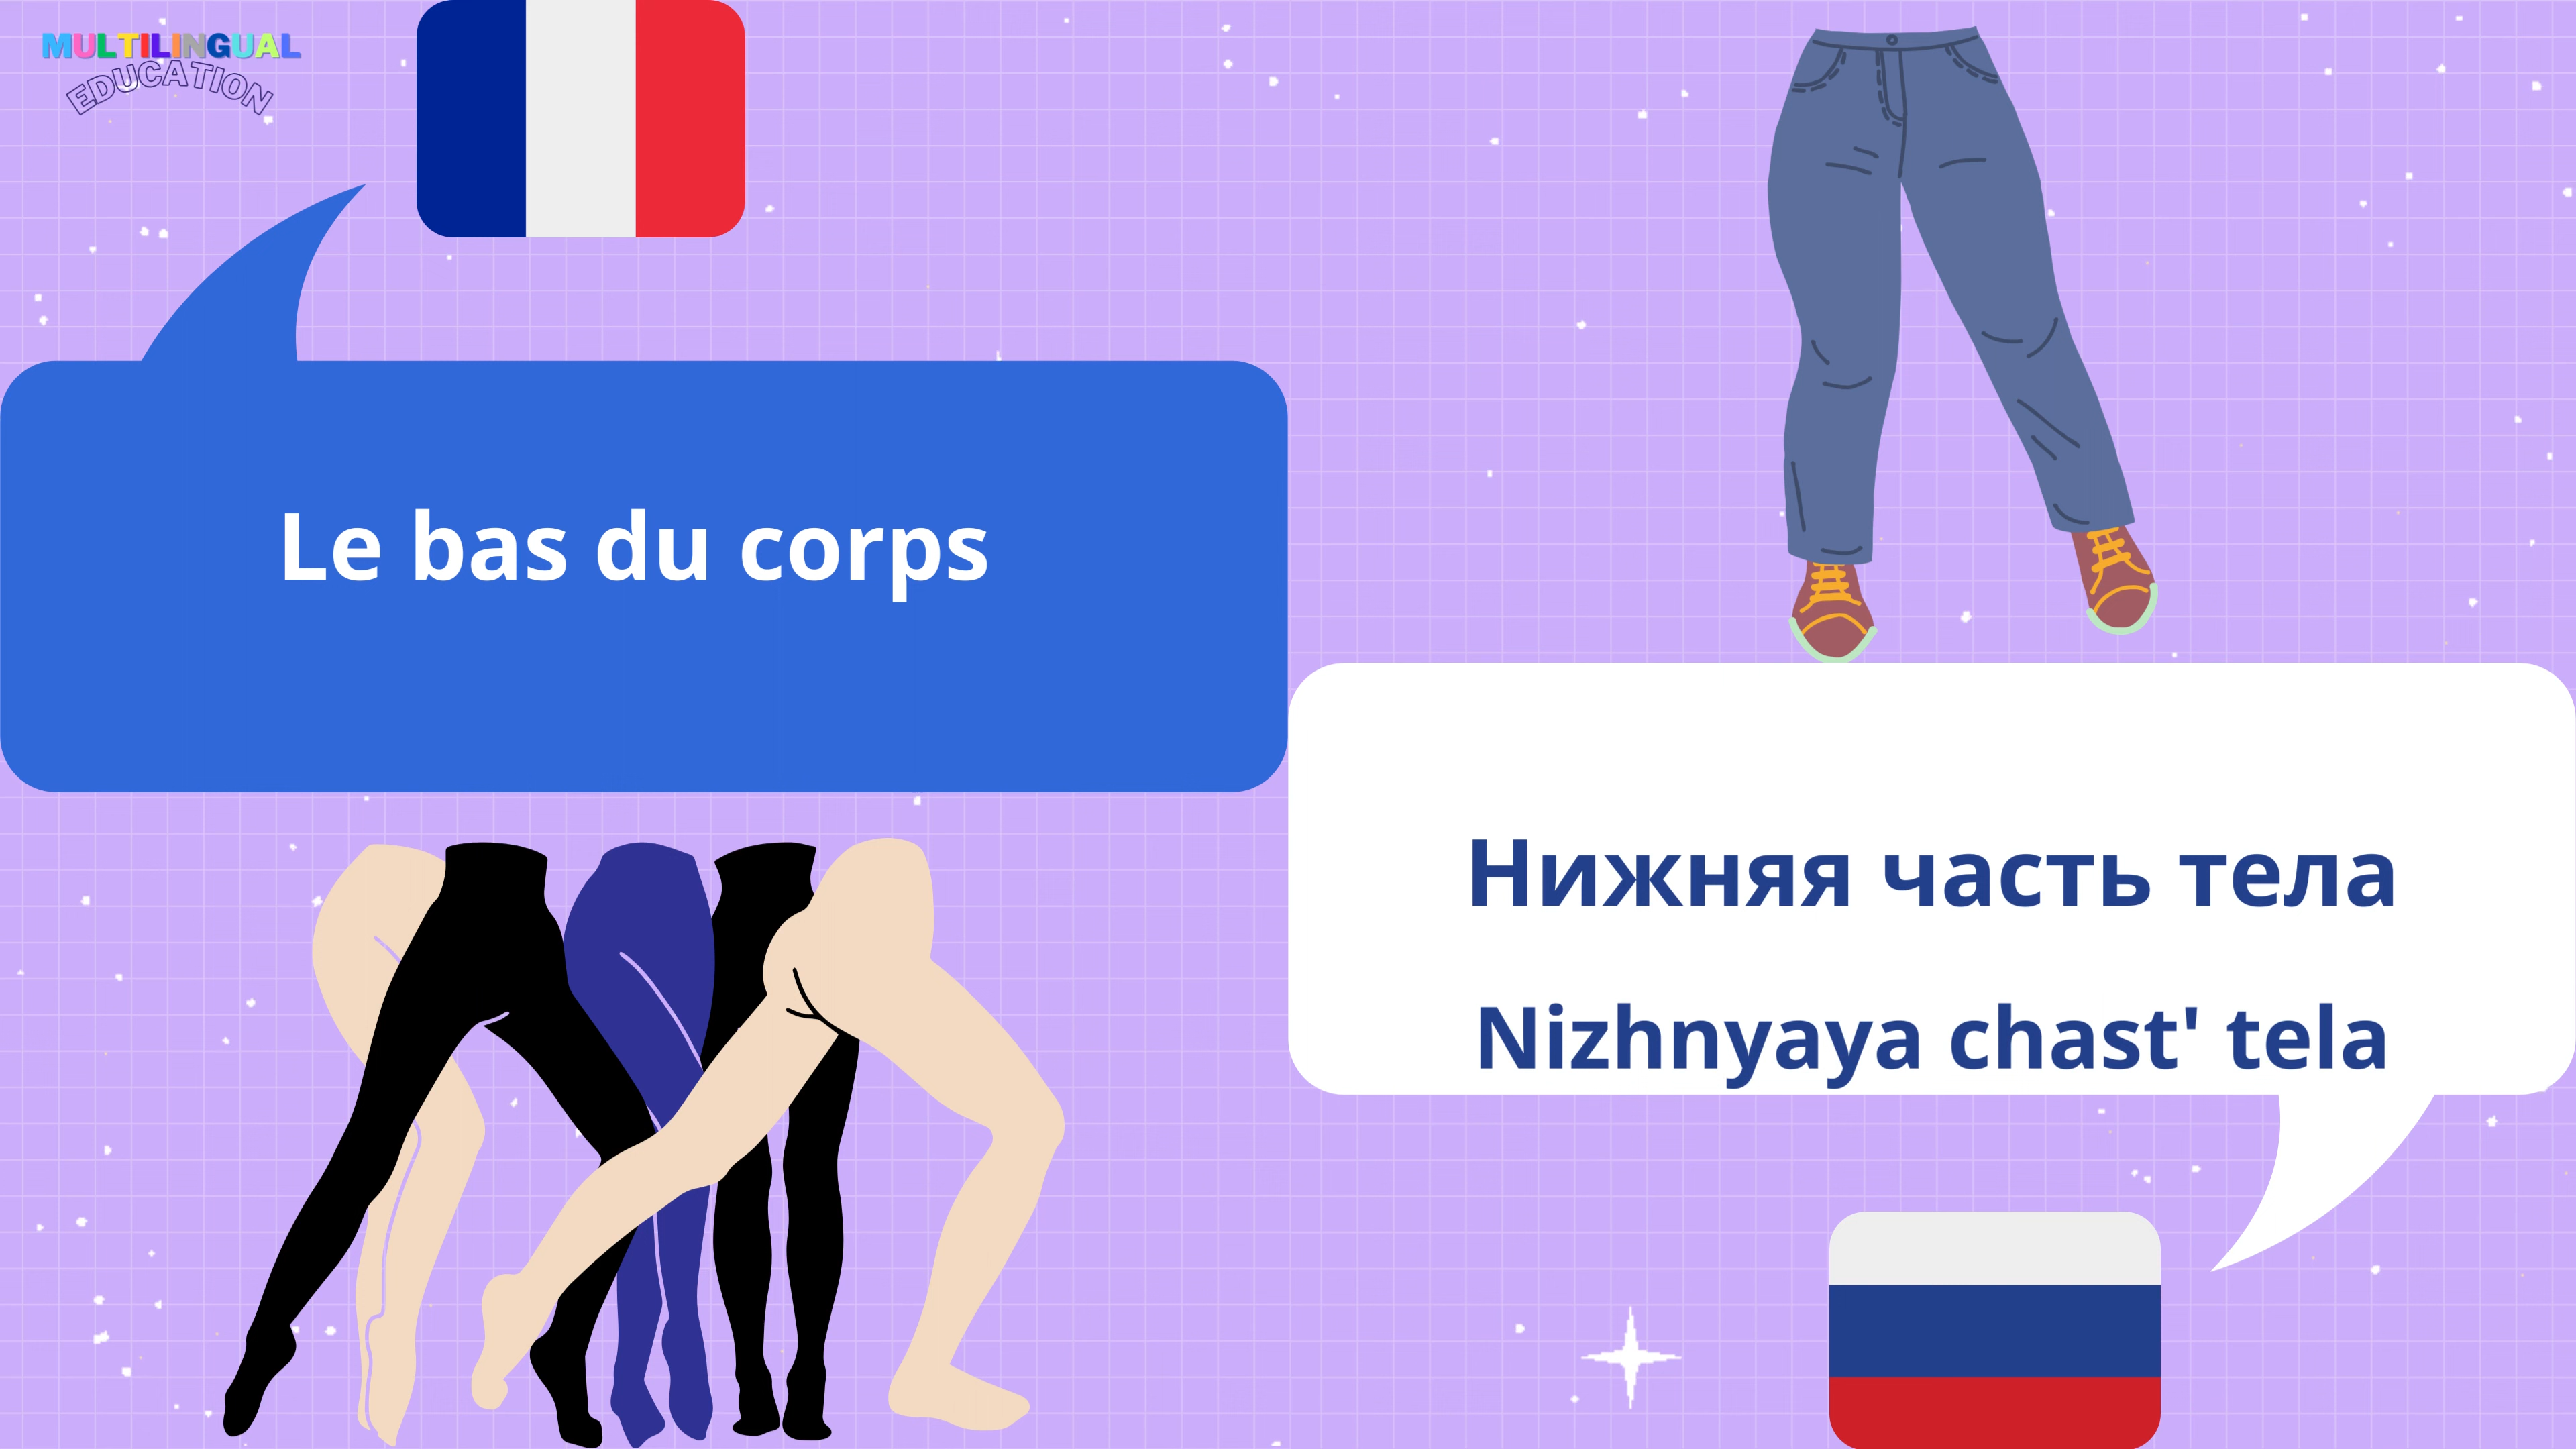 MULTILINGUAL
EDUCATION
Le bas du corps
Нижняя часть тела
Nizhnyaya chast' tela